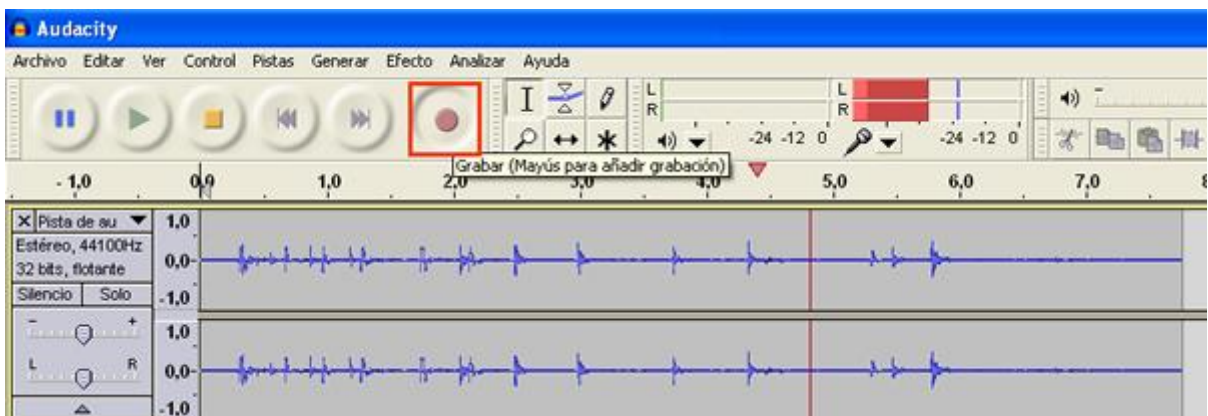 Audacity
Archivo Editar Ver Control Pistas Generar Efecto Analizar Ayuda
L
R
-24 -12 0
L
R
-24 -12 0
Grabar (Mayús para añadir grabación)
- 1,0 0,0 1,0 2,0 4,0 5,0 6,0 7,0 8
Pista de au
Estéreo, 44100Hz
32 bits, flotante
Silencio Solo
- +
L R
1,0
0,0-
-1,0
1,0
0,0-
-1,0